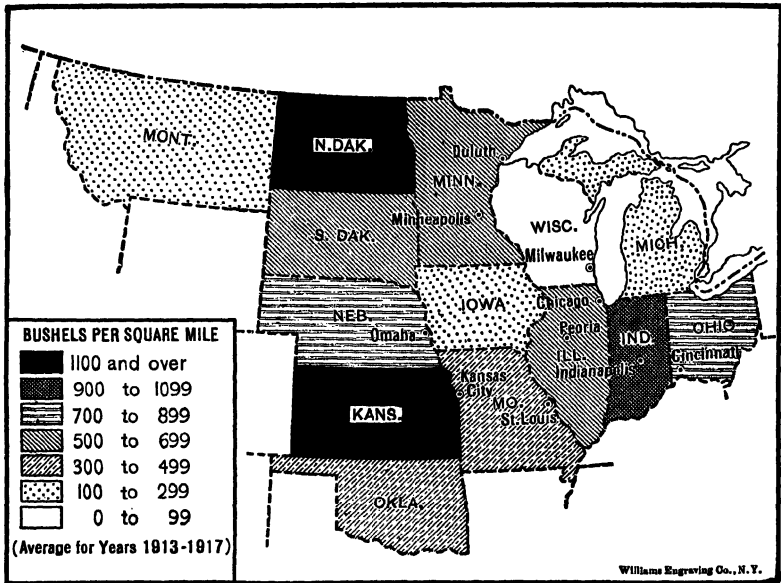 MONT.
N.DAK.
Duluth
MINN.
Minneapolis
S. DAK.
WISC.
Milwaukee
MICH.
NEB.
Omaha
IOWA
Chicago
Peoria
ILL.
IND.
Indianapolis
OHIO
Cincinnati
Kansas
City
MO.
St. Louis
KANS.
OKLA.
BUSHELS PER SQUARE MILE
1100 and over
900 to 1099
700 to 899
500 to 699
300 to 499
100 to 299
0 to 99
(Average for Years 1913-1917)
Williams Engraving Co., N.Y.